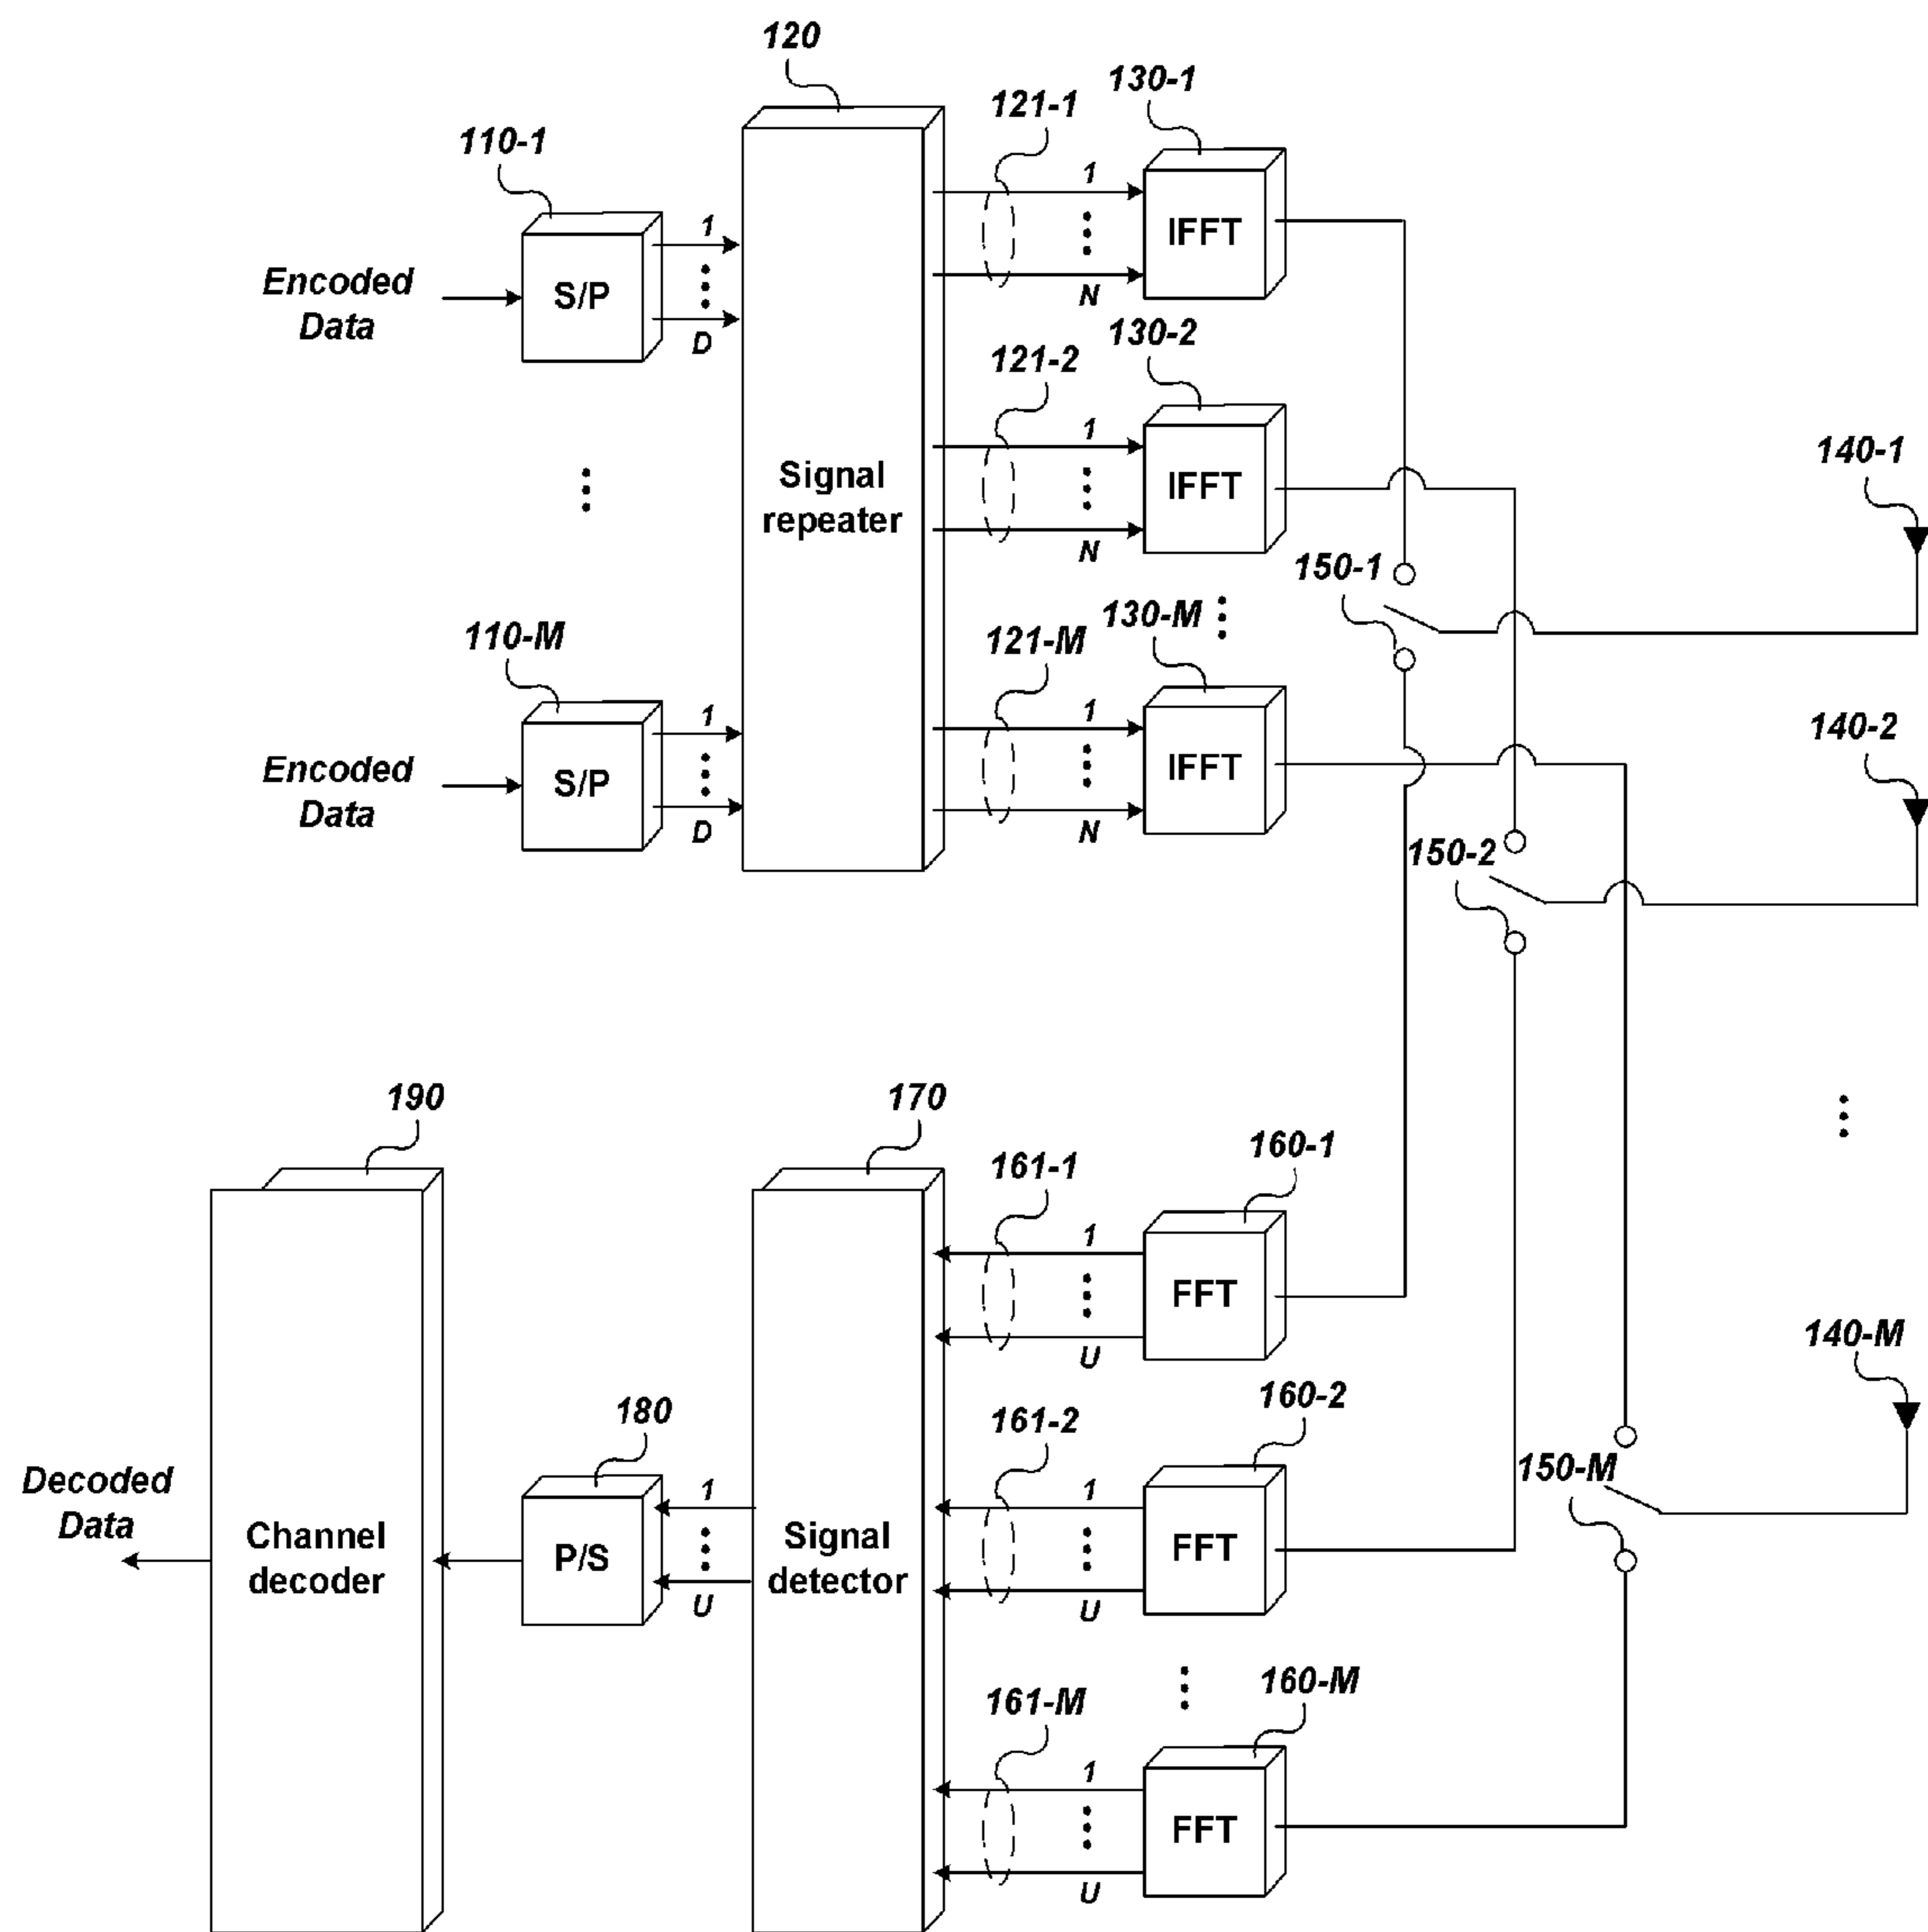 120
130-1
121-1
110-1
1
IFFT
N
1
Encoded
Data
S/P
D
130-2
121-2
Signal
repeater
1
IFFT
N
140-1
150-1
130-M
121-M
110-M
1
IFFT
N
1
Encoded
Data
S/P
D
140-2
150-2
190
170
160-1
161-1
1
FFT
U
140-M
160-2
161-2
180
150-M
Decoded
Data
Channel
decoder
P/S
1
U
Signal
detector
1
FFT
U
160-M
161-M
1
FFT
U